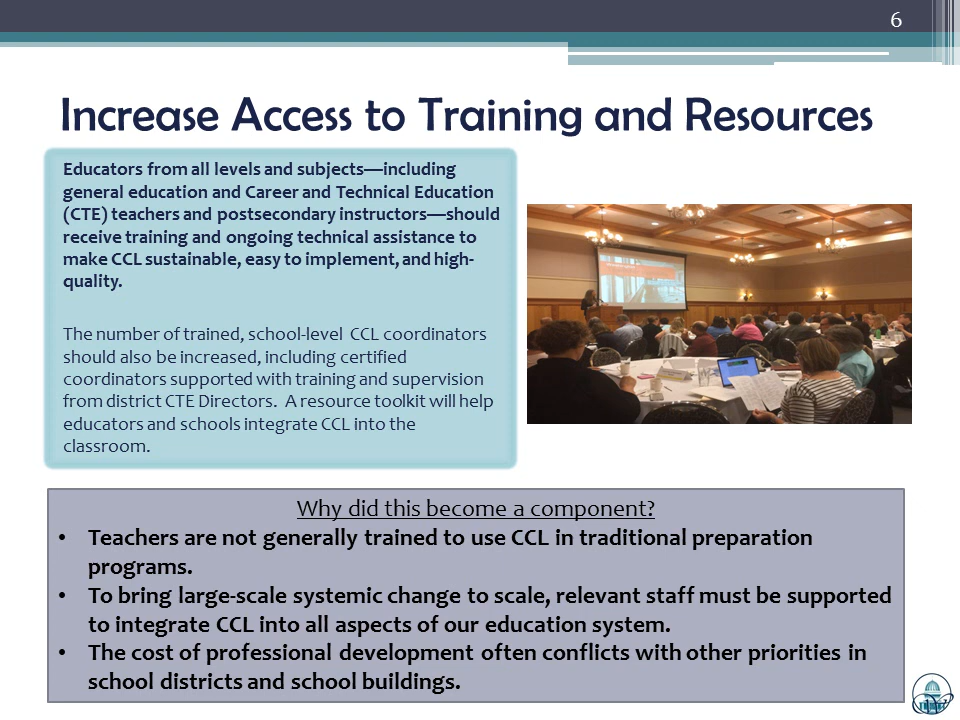 6
Increase Access to Training and Resources
Educators from all levels and subjects—including
general education and Career and Technical Education
(CTE) teachers and postsecondary instructors—should
receive training and ongoing technical assistance to
make CCL sustainable, easy to implement, and high-
quality.
The number of trained, school-level CCL coordinators
should also be increased, including certified
coordinators supported with training and supervision
from district CTE Directors. A resource toolkit will help
educators and schools integrate CCL into the
classroom.
Why did this become a component?
• Teachers are not generally trained to use CCL in traditional preparation
programs.
• To bring large-scale systemic change to scale, relevant staff must be supported
to integrate CCL into all aspects of our education system.
• The cost of professional development often conflicts with other priorities in
school districts and school buildings.